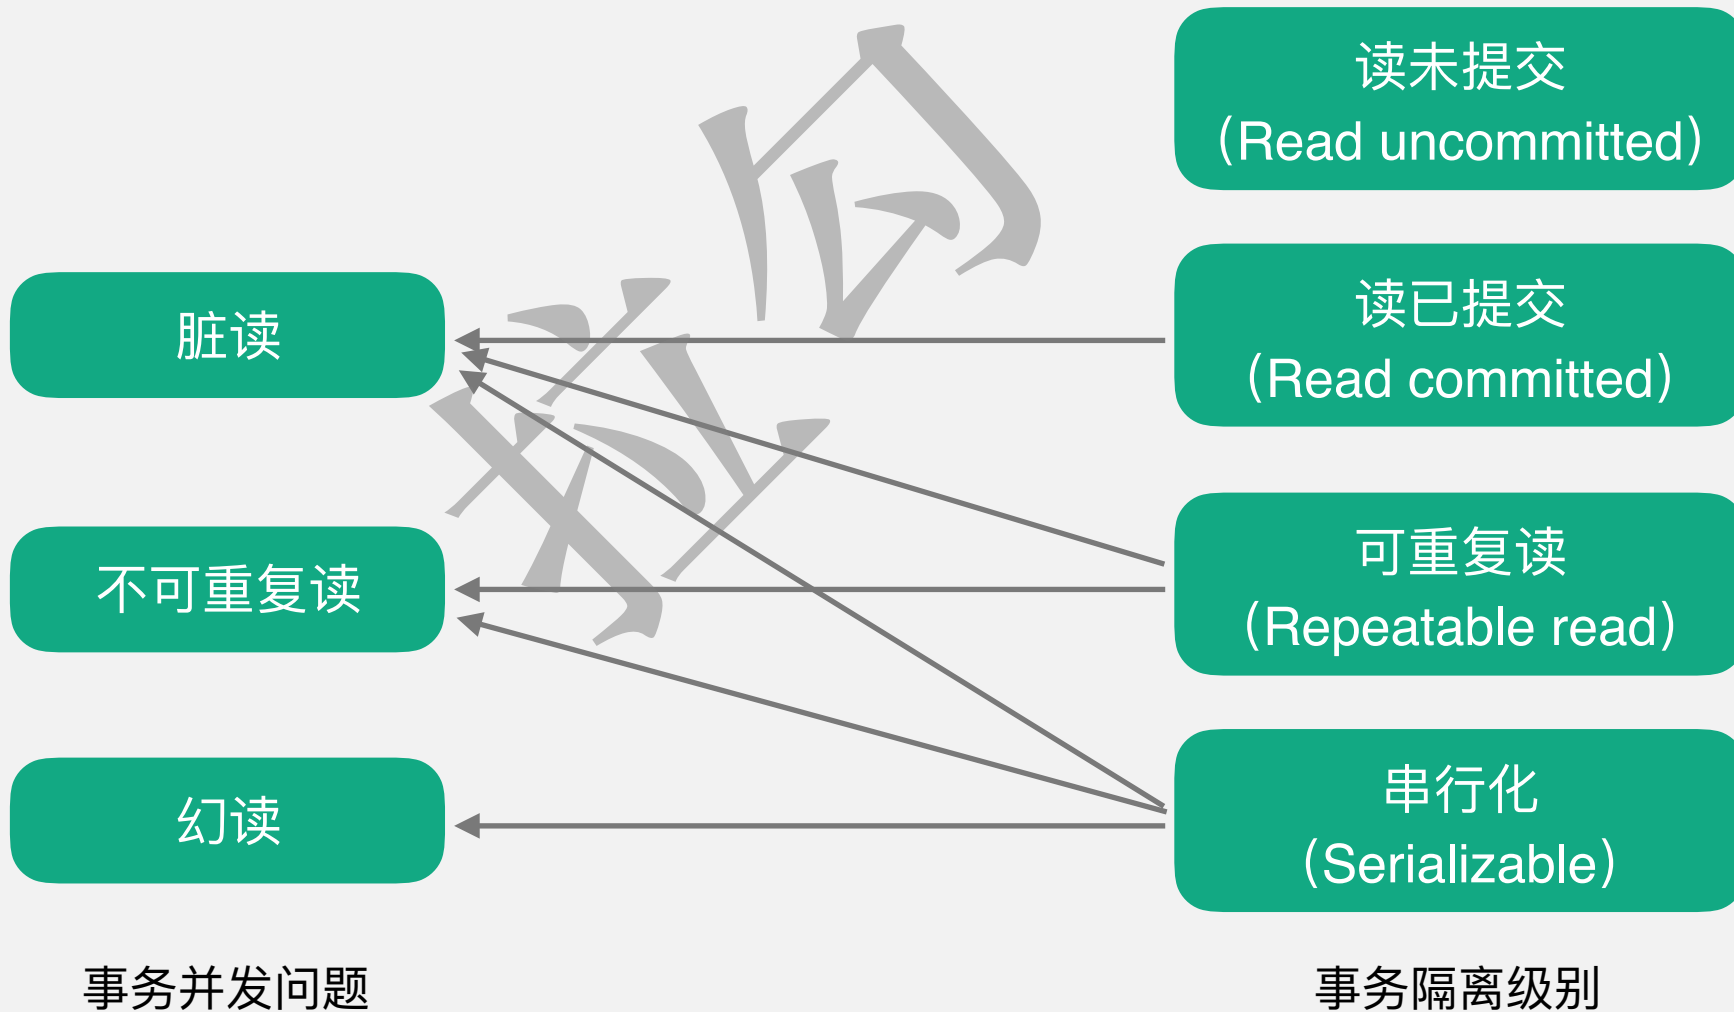 读未提交
(Read uncommitted)
脏读
读已提交
(Read committed)
不可重复读
可重复读
(Repeatable read)
幻读
串行化
(Serializable)
事务并发问题
事务隔离级别